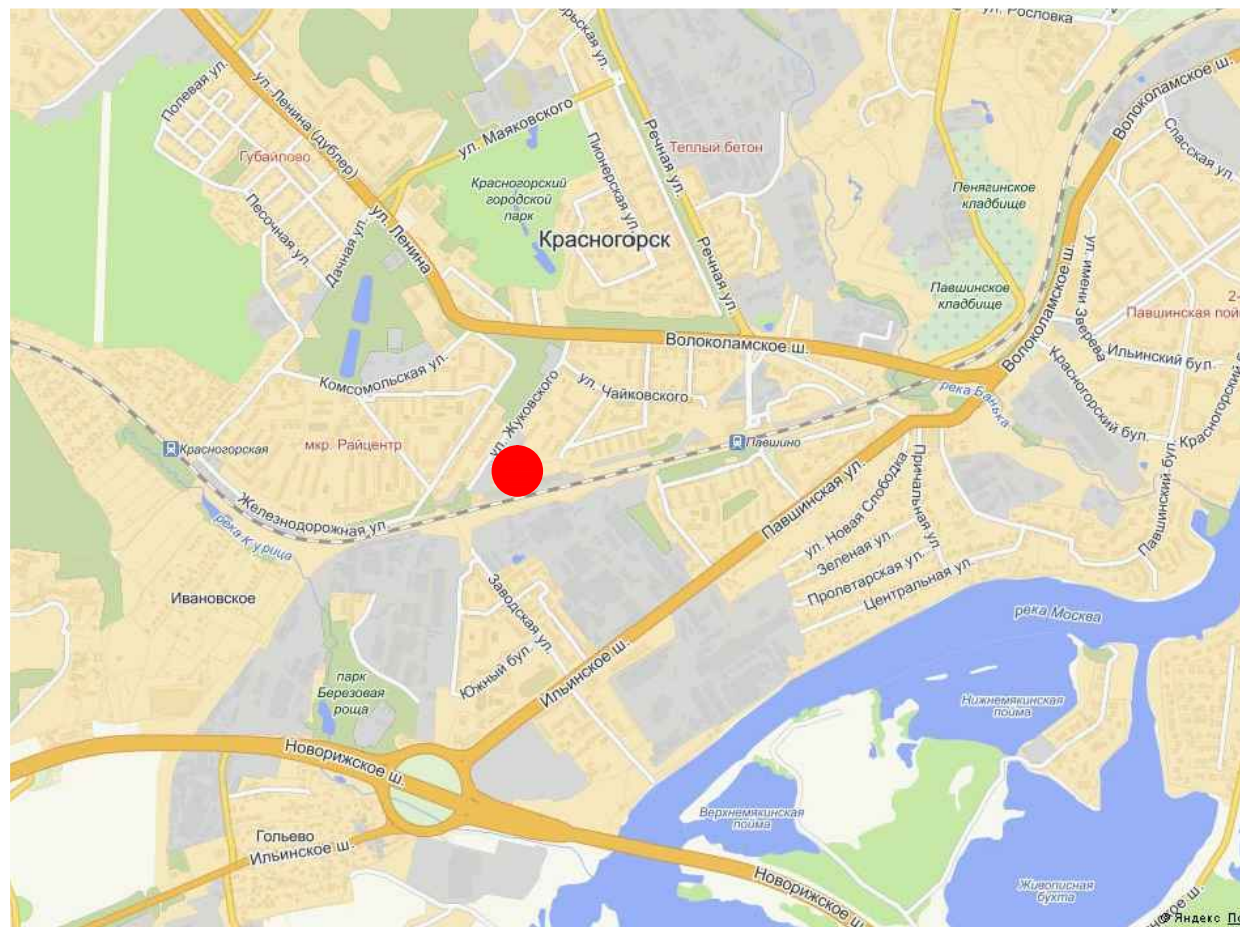 ул. Рословка
Волоколамское ш.
Полевая ул.
ул. Ленина (дублер)
ул. Маяковского
Речная ул.
Теплый бетон
Спасская ул.
Губайлово
Пионерская ул.
Красногорский
городской
парк
Пенягинское
кладбище
Песочная ул.
Дачная ул.
ул. Ленина
Красногорск
Речная ул.
Волоколамское ш.
ул. имени Зверева
Павшинское
кладбище
Павшинская
Волоколамское ш.
Ильинский бул.
Комсомольская ул.
ул. Чайковского
река Банька
Красногорский бул.
Красногорский
ул. Жуковского
мкр. Райцентр
Красногорская
Павшино
Железнодорожная ул.
река Курица
Павшинская ул.
ул. Новая Слободка
Причальная ул.
Павшинский бул.
Зеленая ул.
Пролетарская ул.
Центральная ул.
Ивановское
Заводская ул.
река Москва
Южный бул.
Ильинское ш.
парк
Березовая
роща
Нижнемякинская
пойма
Новорижское ш.
Верхнемякинская
пойма
Гольево
Ильинское ш.
Новорижское ш.
Живописная
бухта
© Яндекс